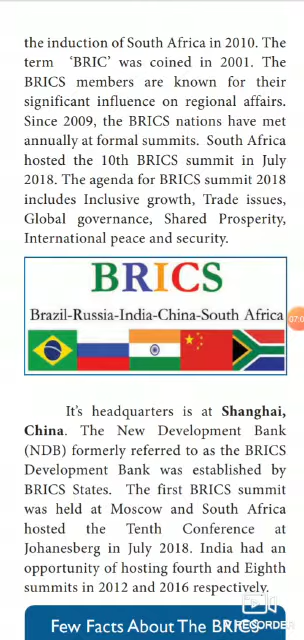 the induction of South Africa in 2010. The
term 'BRIC' was coined in 2001. The
BRICS members are known for their
significant influence on regional affairs.
Since 2009, the BRICS nations have met
annually at formal summits. South Africa
hosted the 10th BRICS summit in July
2018. The agenda for BRICS summit 2018
includes Inclusive growth, Trade issues,
Global governance, Shared Prosperity,
International peace and security.
BRICS
Brazil-Russia-India-China-South Africa
It's headquarters is at Shanghai,
China. The New Development Bank
(NDB) formerly referred to as the BRICS
Development Bank was established by
BRICS States. The first BRICS summit
was held at Moscow and South Africa
hosted the Tenth Conference at
Johanesberg in July 2018. India had an
opportunity of hosting fourth and Eighth
summits in 2012 and 2016 respectively.
Few Facts About The BRICS
RECORDER